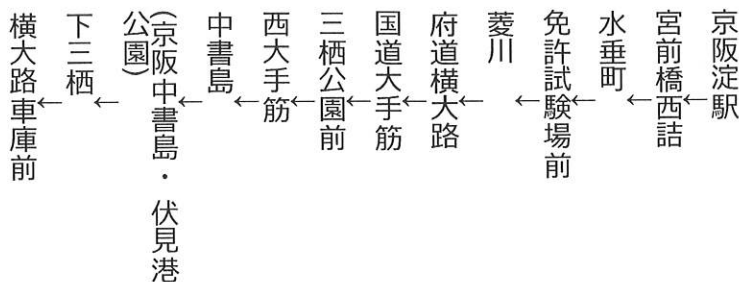 京阪淀駅
←宮前橋西詰
←水垂町
←免許試験場前
←菱川
←府道横大路
←国道大手筋
←三栖公園前
←西大手筋
←中書島
←(京阪中書島・伏見港
公園)
←下三栖
←横大路車庫前